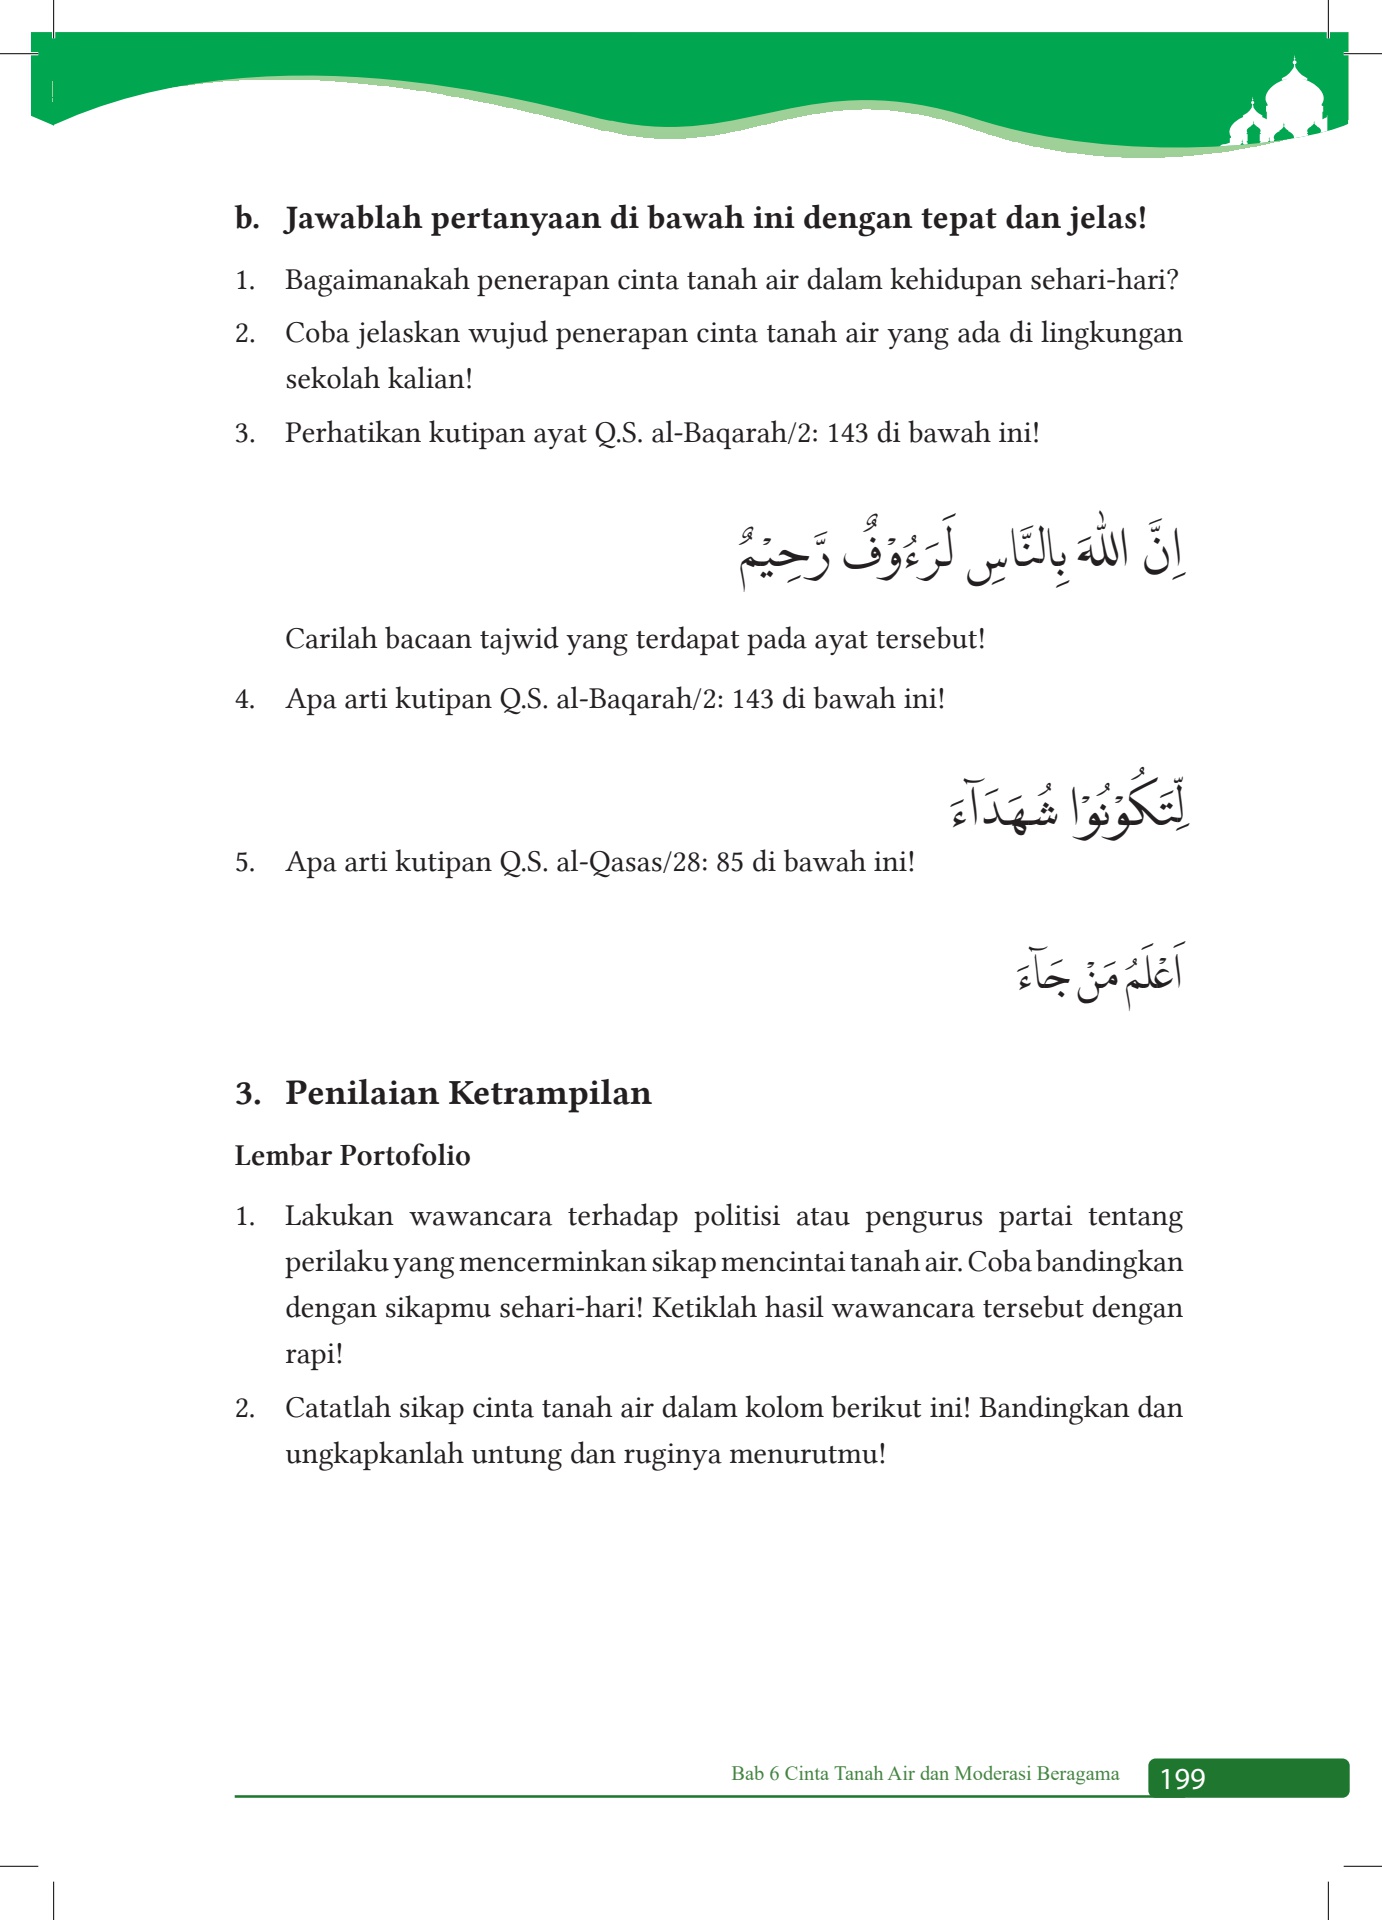 b. Jawablah pertanyaan di bawah ini dengan tepat dan jelas!
1. Bagaimanakah penerapan cinta tanah air dalam kehidupan sehari-hari?
2. Coba jelaskan wujud penerapan cinta tanah air yang ada di lingkungan
sekolah kalian!
3. Perhatikan kutipan ayat Q.S. al-Baqarah/2: 143 di bawah ini!
اِنَّ اللّٰهَ بِالنَّاسِ لَرَءُوْفٌ رَّحِيْمٌ
Carilah bacaan tajwid yang terdapat pada ayat tersebut!
4. Apa arti kutipan Q.S. al-Baqarah/2: 143 di bawah ini!
لِّتَكُوْنُوْا شُهَدَاۤءَ
5. Apa arti kutipan Q.S. al-Qasas/28: 85 di bawah ini!
اَعْلَمُ مَنْ جَاۤءَ
3. Penilaian Ketrampilan
Lembar Portofolio
1. Lakukan wawancara terhadap politisi atau pengurus partai tentang
perilaku yang mencerminkan sikap mencintai tanah air. Coba bandingkan
dengan sikapmu sehari-hari! Ketiklah hasil wawancara tersebut dengan
rapi!
2. Catatlah sikap cinta tanah air dalam kolom berikut ini! Bandingkan dan
ungkapkanlah untung dan ruginya menurutmu!
Bab 6 Cinta Tanah Air dan Moderasi Beragama 199